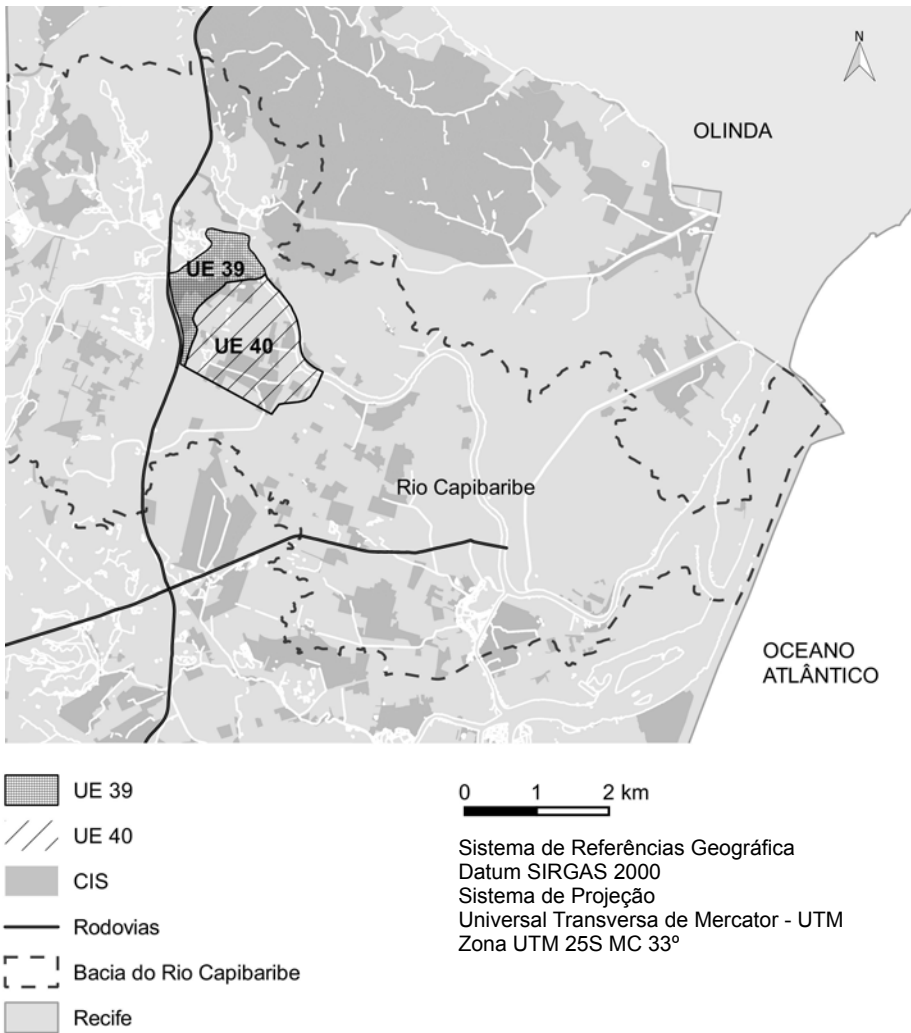 N
OLINDA
UE 39
UE 40
Rio Capibaribe
OCEANO
ATLÂNTICO
UE 39
UE 40
CIS
Rodovias
Bacia do Rio Capibaribe
Recife
0 1 2 km
Sistema de Referências Geográfica
Datum SIRGAS 2000
Sistema de Projeção
Universal Transversa de Mercator - UTM
Zona UTM 25S MC 33º